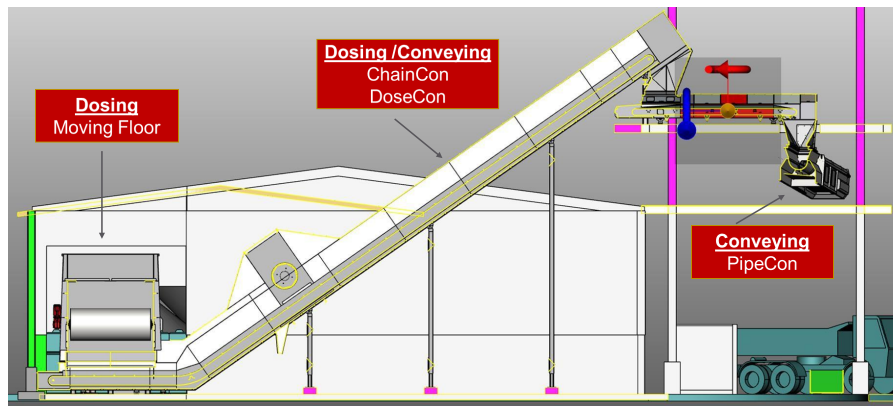 Dosing /Conveying
ChainCon
DoseCon
Dosing
Moving Floor
Conveying
PipeCon